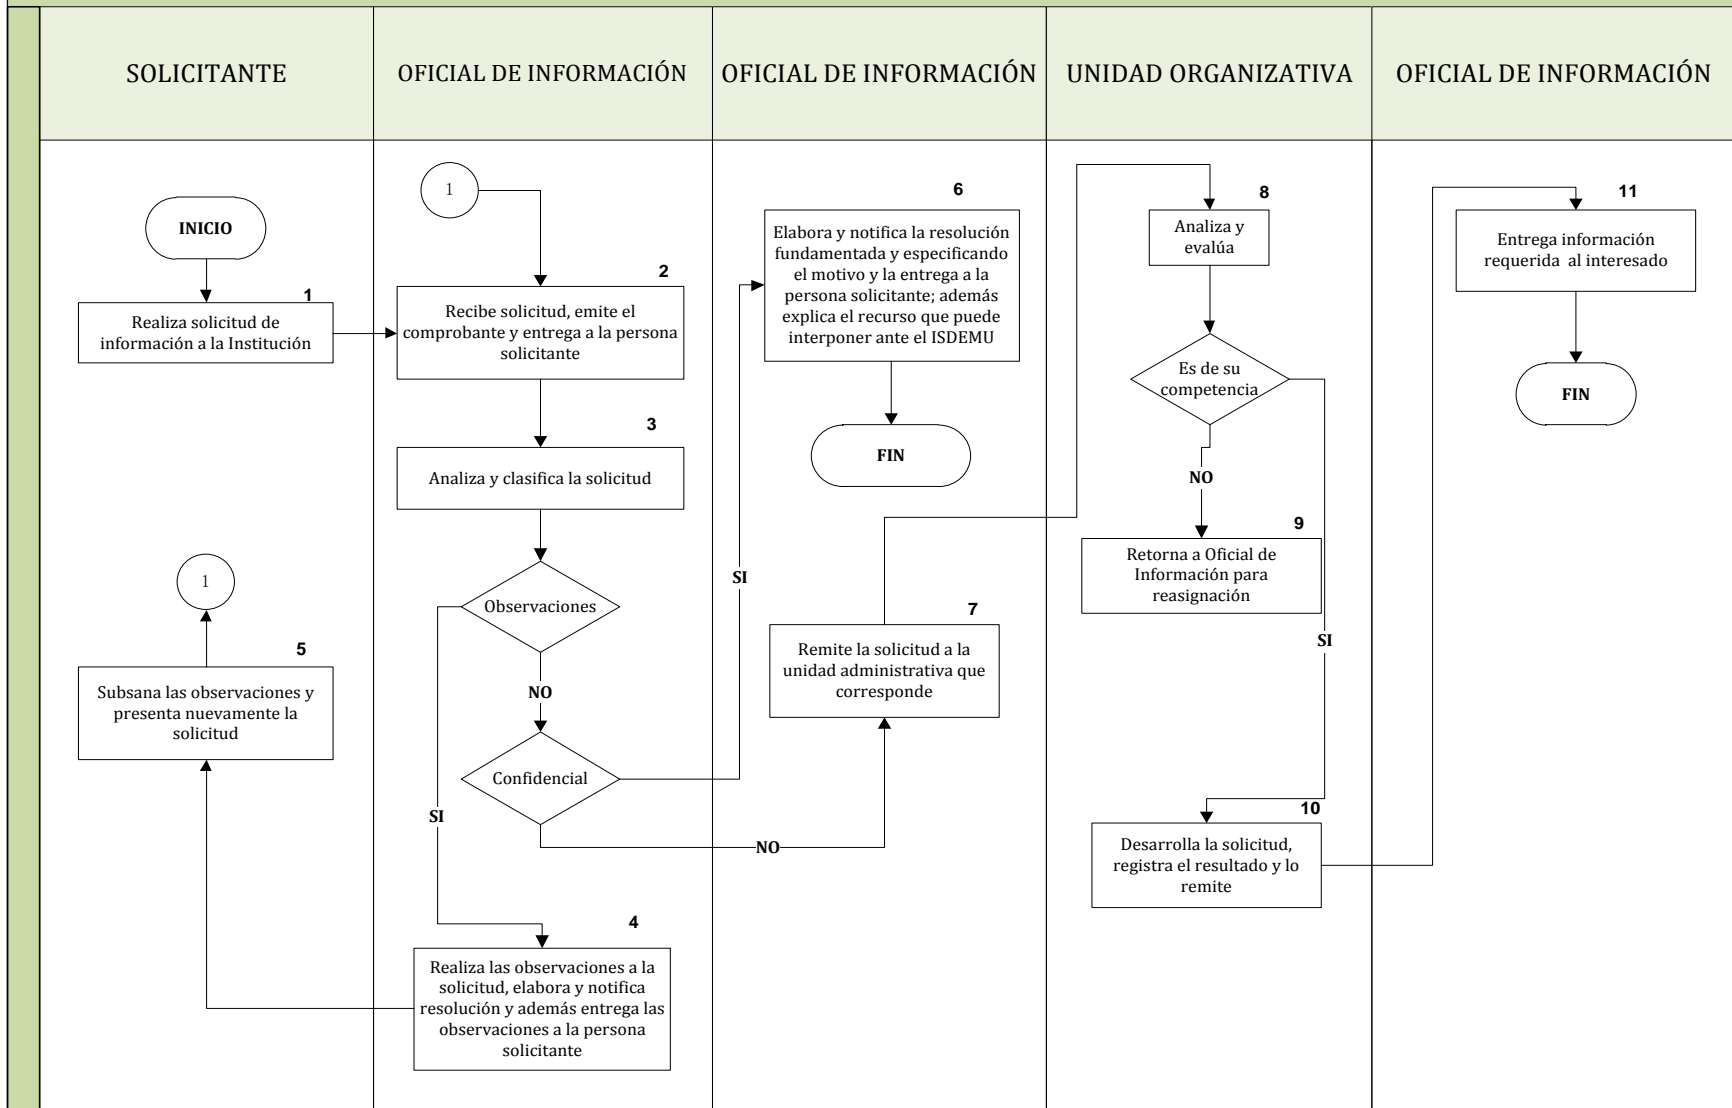 SOLICITANTE
OFICIAL DE INFORMACIÓN
OFICIAL DE INFORMACIÓN
UNIDAD ORGANIZATIVA
OFICIAL DE INFORMACIÓN
INICIO
1
Realiza solicitud de
información a la Institución
1
5
Subsana las observaciones y
presenta nuevamente la
solicitud
1
2
Recibe solicitud, emite el
comprobante y entrega a la persona
solicitante
3
Analiza y clasifica la solicitud
Observaciones
NO
Confidencial
SI
4
Realiza las observaciones a la
solicitud, elabora y notifica
resolución y además entrega las
observaciones a la persona
solicitante
6
Elabora y notifica la resolución
fundamentada y especificando
el motivo y la entrega a la
persona solicitante; además
explica el recurso que puede
interponer ante el ISDEMU
FIN
SI
7
Remite la solicitud a la
unidad administrativa que
corresponde
NO
8
Analiza y
evalúa
Es de su
competencia
NO
9
Retorna a Oficial de
Información para
reasignación
SI
10
Desarrolla la solicitud,
registra el resultado y lo
remite
11
Entrega información
requerida al interesado
FIN